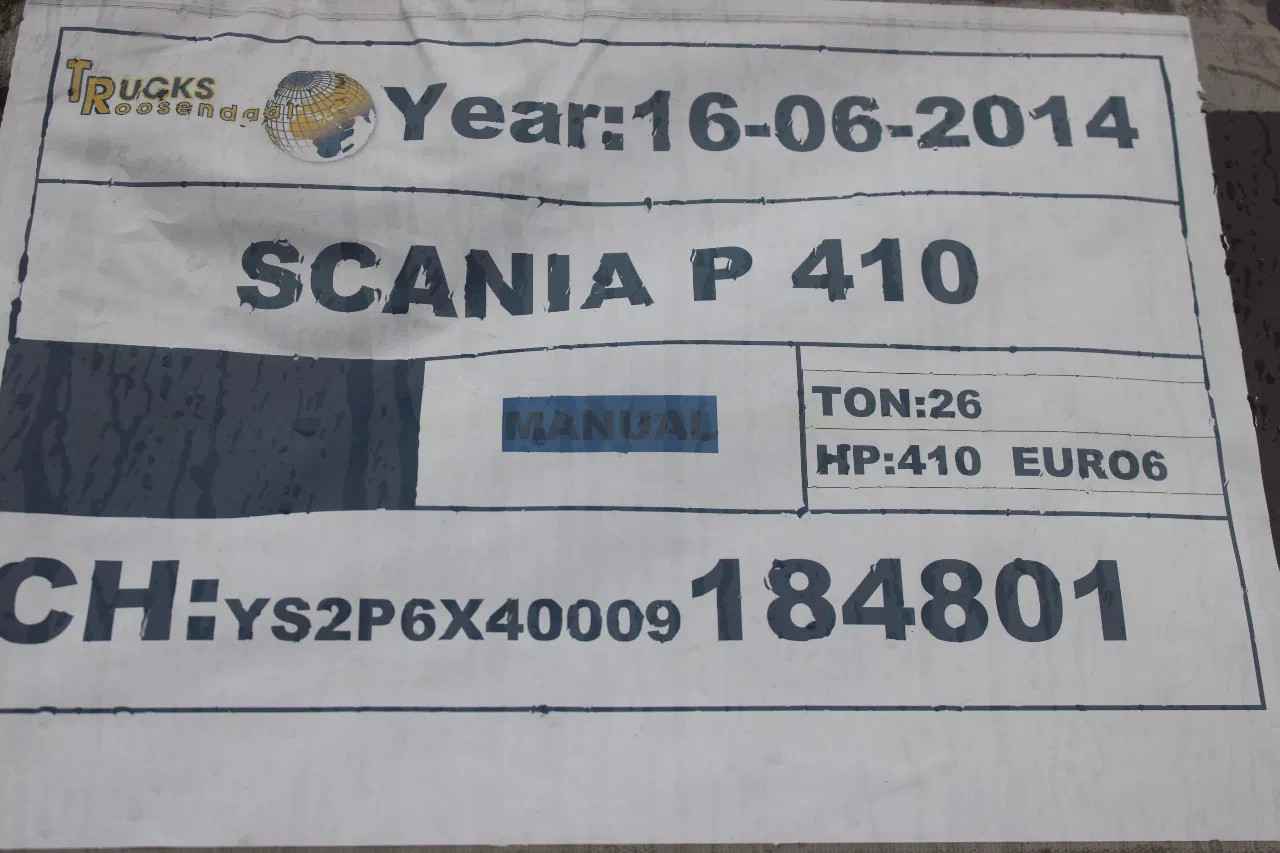 TRUCKS
Roosendaal
Year:16-06-2014
SCANIA P 410
MANUAL
TON:26
HP:410 EURO6
CH:YS2P6X40009184801